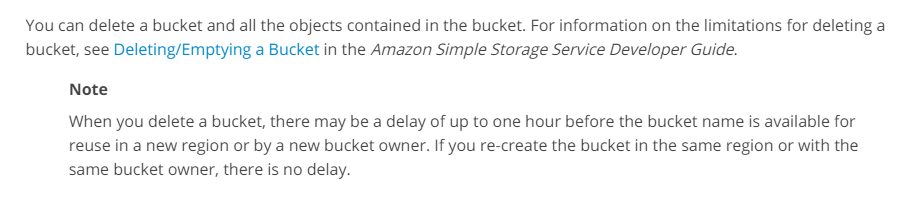 You can delete a bucket and all the objects contained in the bucket. For information on the limitations for deleting a
bucket, see Deleting/Emptying a Bucket in the Amazon Simple Storage Service Developer Guide.
Note
When you delete a bucket, there may be a delay of up to one hour before the bucket name is available for
reuse in a new region or by a new bucket owner. If you re-create the bucket in the same region or with the
same bucket owner, there is no delay.